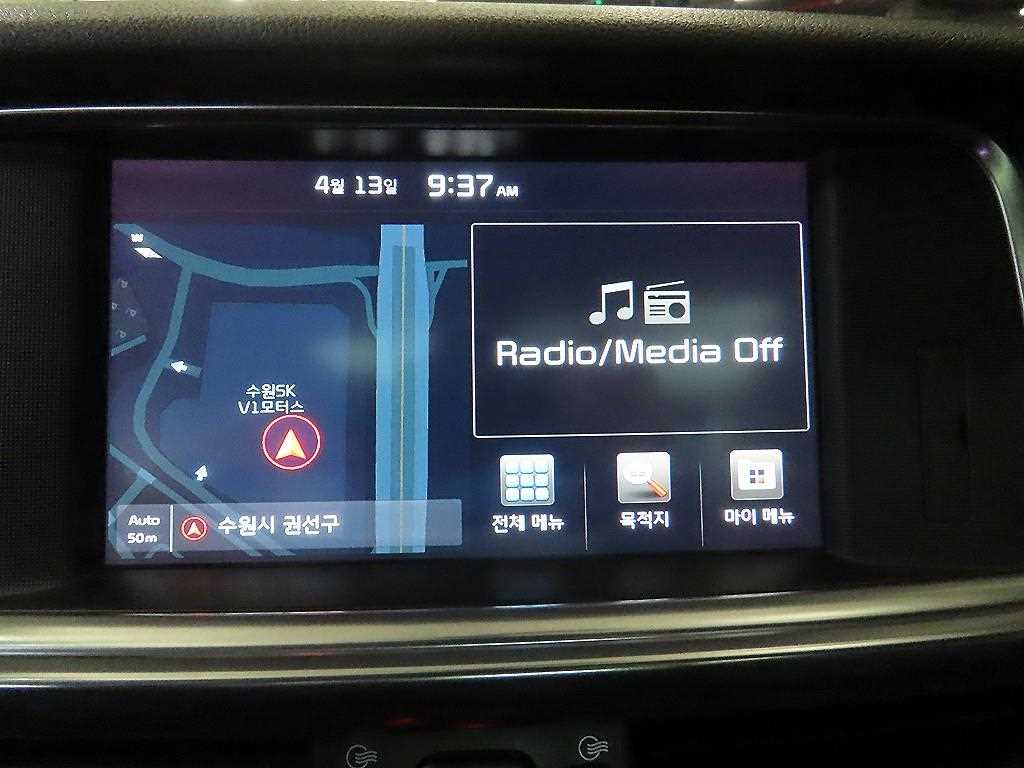 4월 13일 9:37 AM
W
수원SK
V1모터스
Radio/Media Off
Auto
50m
수원시 권선구
전체 메뉴
목적지
마이 메뉴